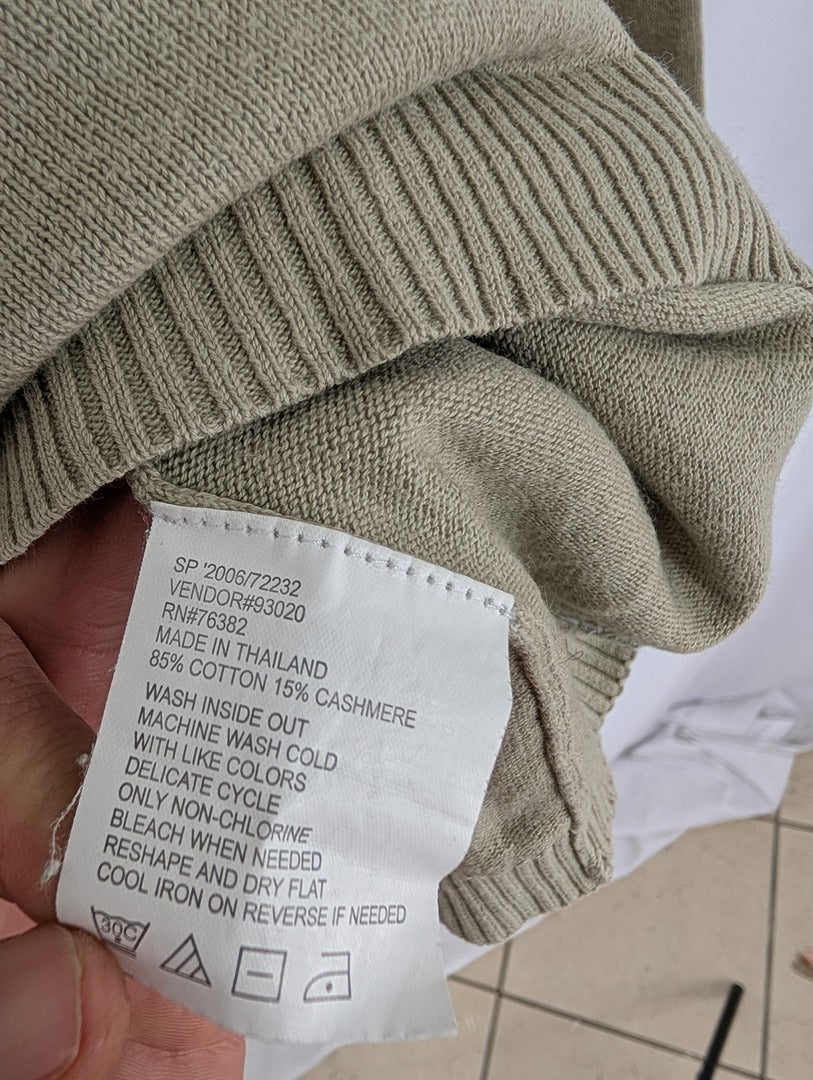 SP '2006/72232
VENDOR#93020
RN#76382
MADE IN THAILAND
85% COTTON 15% CASHMERE
WASH INSIDE OUT
MACHINE WASH COLD
WITH LIKE COLORS
DELICATE CYCLE
ONLY NON-CHLORINE
BLEACH WHEN NEEDED
RESHAPE AND DRY FLAT
COOL IRON ON REVERSE IF NEEDED
30C